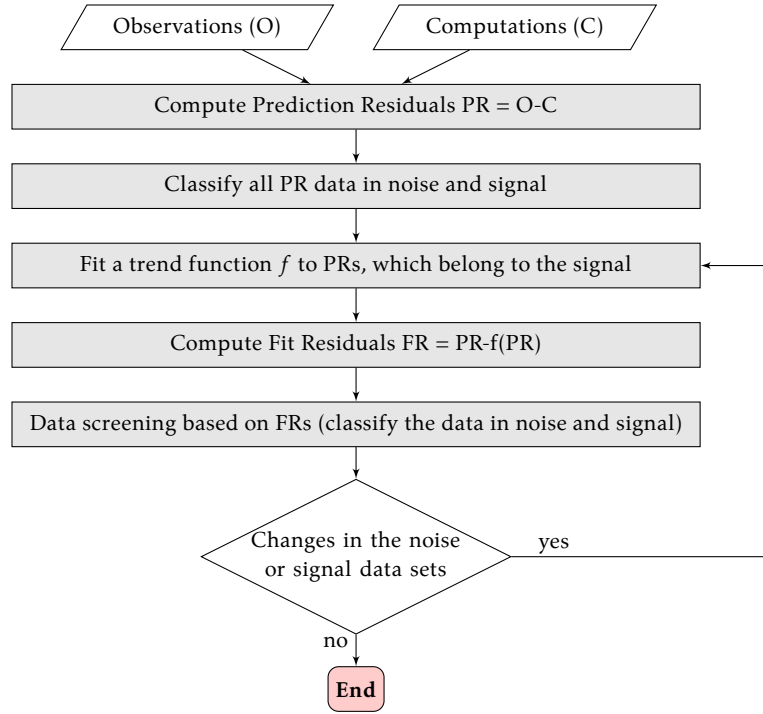 Observations (O)
Computations (C)
Compute Prediction Residuals PR = O-C
Classify all PR data in noise and signal
Fit a trend function f to PRs, which belong to the signal
Compute Fit Residuals FR = PR-f(PR)
Data screening based on FRs (classify the data in noise and signal)
Changes in the noise
or signal data sets
yes
no
End